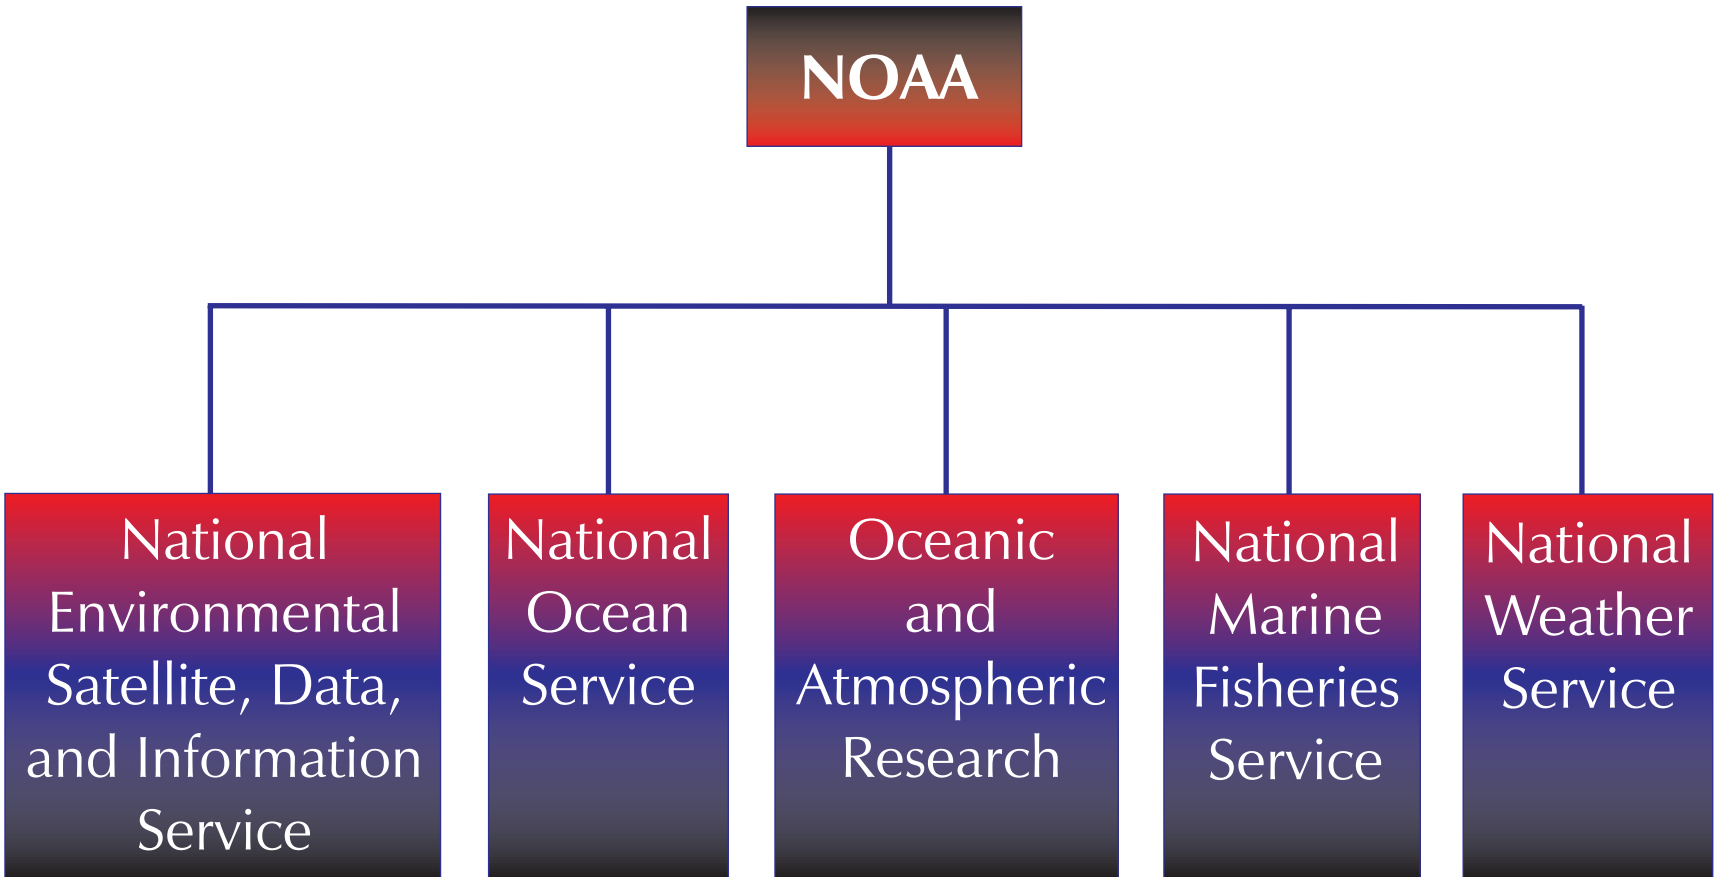 NOAA
National
Environmental
Satellite, Data,
and Information
Service
National
Ocean
Service
Oceanic
and
Atmospheric
Research
National
Marine
Fisheries
Service
National
Weather
Service